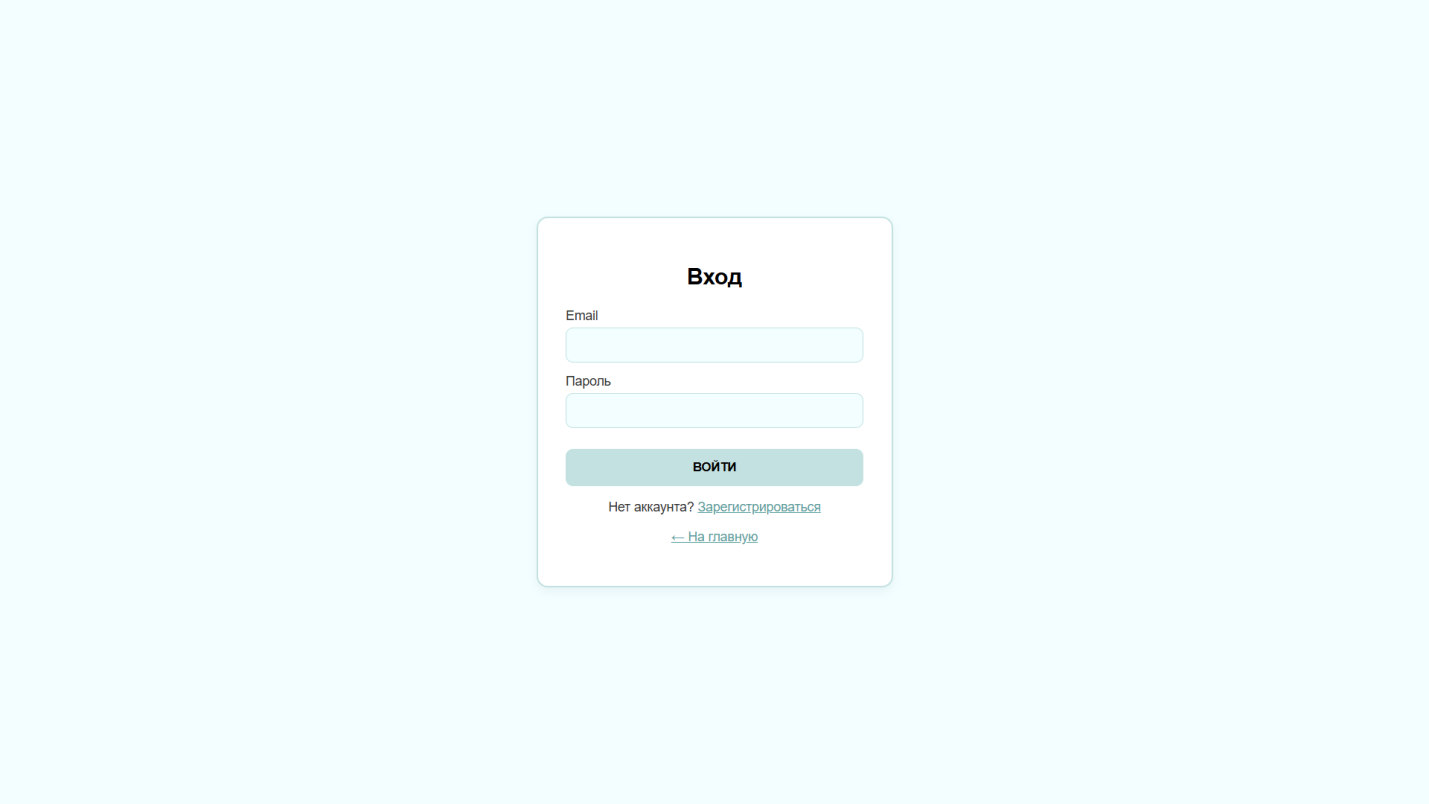 Вход
Email
Пароль
ВОЙТИ
Нет аккаунта? Зарегистрироваться
← На главную